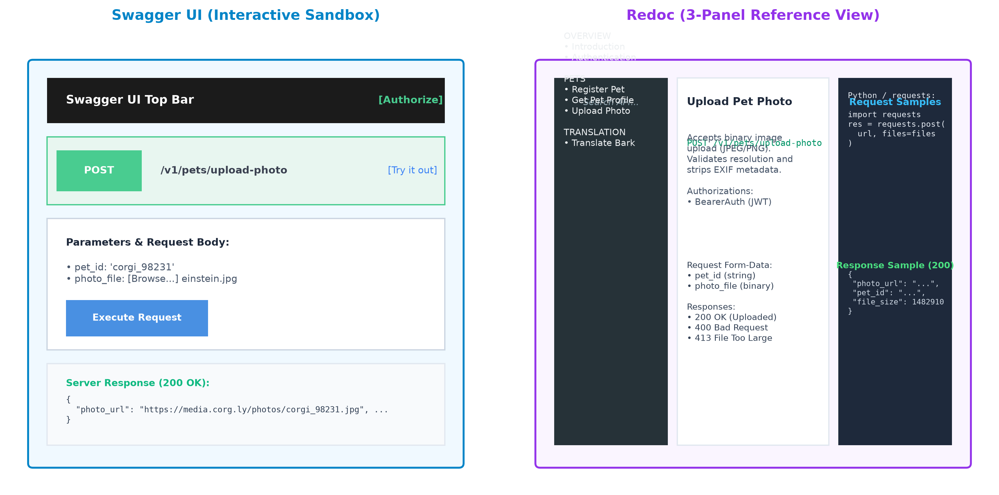 Swagger UI (Interactive Sandbox)
Swagger UI Top Bar
[Authorize]
POST
/v1/pets/upload-photo
[Try it out]
Parameters & Request Body:
• pet_id: 'corgi_98231'
• photo_file: [Browse...] einstein.jpg
Execute Request
Server Response (200 OK):
{
  "photo_url": "https://media.corg.ly/photos/corgi_98231.jpg", ...
}
Redoc (3-Panel Reference View)
OVERVIEW
• Introduction
• Authentication
PETS
• Register Pet
• Get Pet Profile
Search API...
• Upload Photo
TRANSLATION
• Translate Bark
Upload Pet Photo
Accepts binary image
POST /v1/pets/upload-photo
upload (JPEG/PNG).
Validates resolution and
strips EXIF metadata.
Authorizations:
• BearerAuth (JWT)
Request Form-Data:
• pet_id (string)
• photo_file (binary)
Responses:
• 200 OK (Uploaded)
• 400 Bad Request
• 413 File Too Large
Python / requests:
Request Samples
import requests
res = requests.post(
  url, files=files
)
Response Sample (200)
{
 "photo_url": "...",
 "pet_id": "...",
 "file_size": 1482910
}